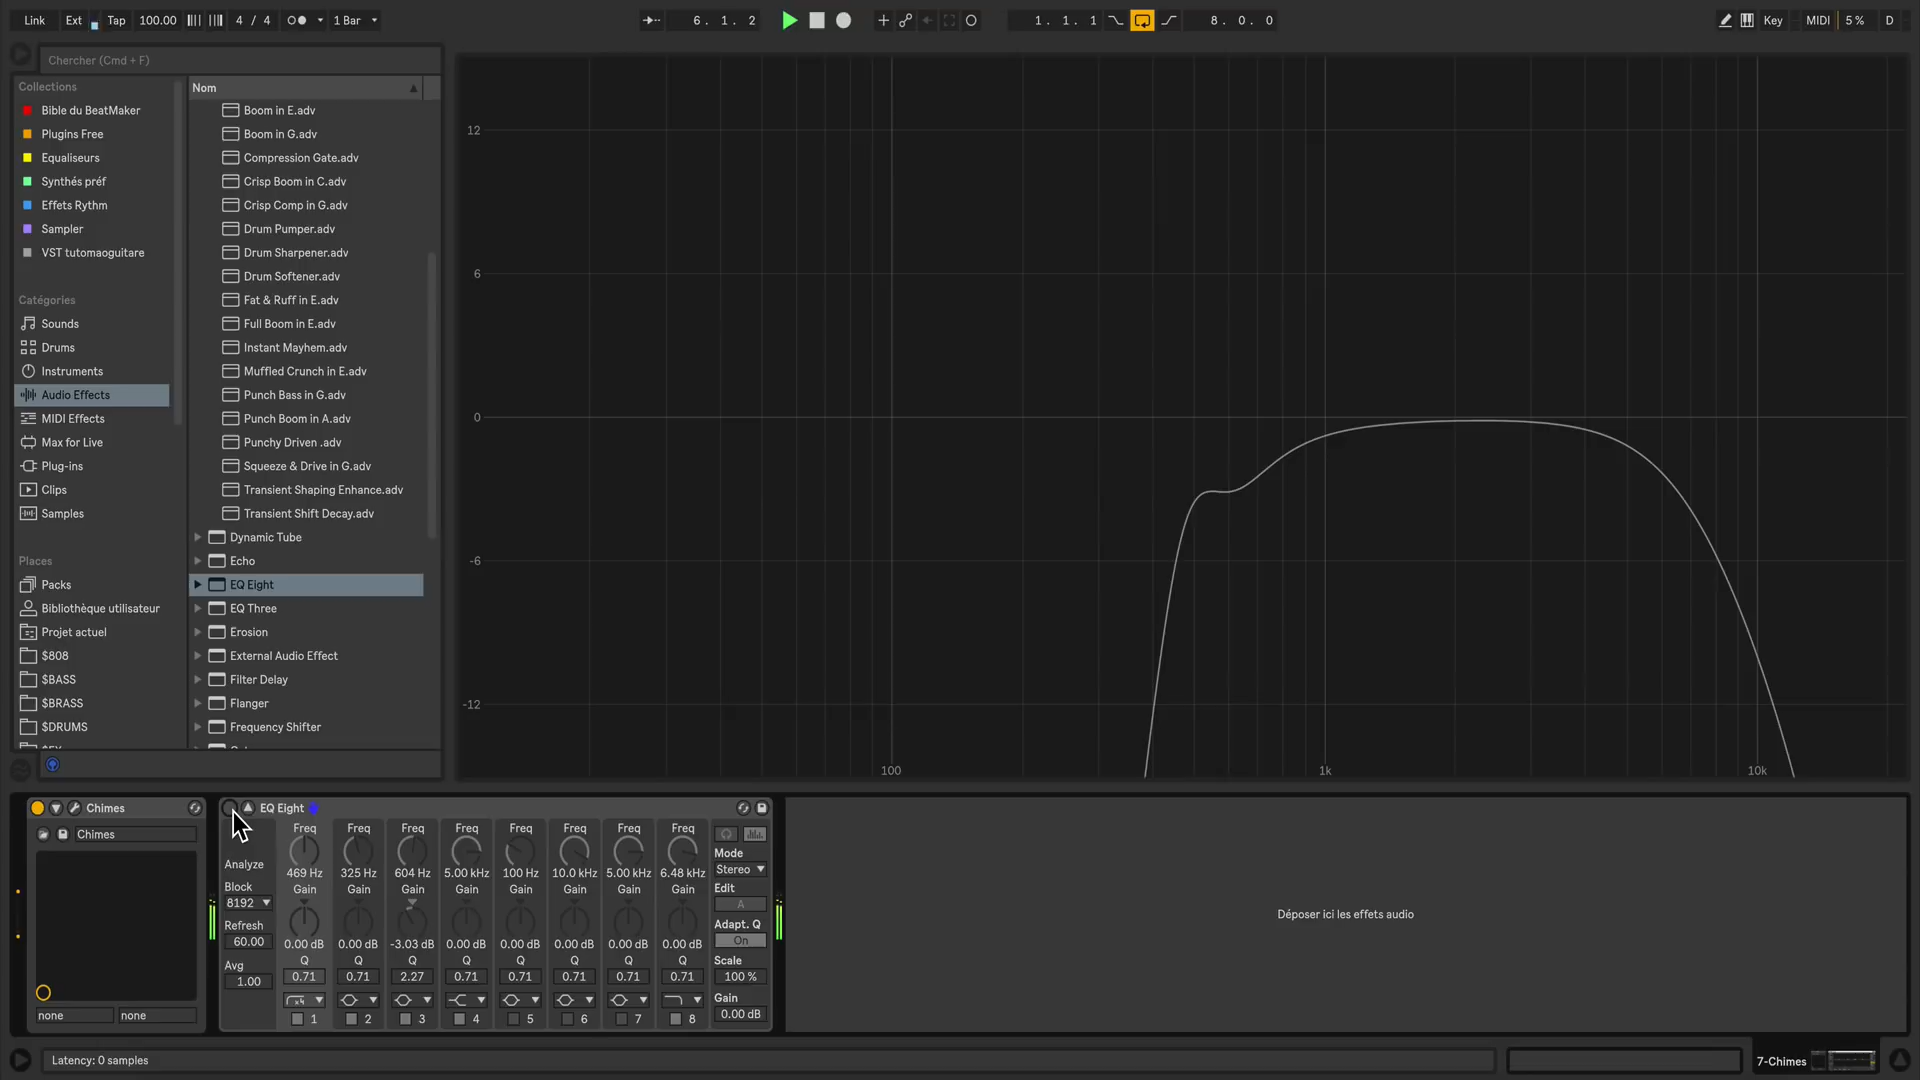 Link Ext Tap 100.00 4 / 4 1 Bar 6. 1. 2 1. 1. 1 8. 0. 0 Key MIDI 5 % D
Chercher (Cmd + F)
Collections
Bible du BeatMaker
Plugins Free
Equaliseurs
Synthés préf
Effets Rythm
Sampler
VST tutomaoguitare
Catégories
Sounds
Drums
Instruments
Audio Effects
MIDI Effects
Max for Live
Plug-ins
Clips
Samples
Places
Packs
Bibliothèque utilisateur
Projet actuel
$808
$BASS
$BRASS
$DRUMS
Nom
Boom in E.adv
Boom in G.adv
Compression Gate.adv
Crisp Boom in C.adv
Crisp Comp in G.adv
Drum Pumper.adv
Drum Sharpener.adv
Drum Softener.adv
Fat & Ruff in E.adv
Full Boom in E.adv
Instant Mayhem.adv
Muffled Crunch in E.adv
Punch Bass in G.adv
Punch Boom in A.adv
Punchy Driven .adv
Squeeze & Drive in G.adv
Transient Shaping Enhance.adv
Transient Shift Decay.adv
Dynamic Tube
Echo
EQ Eight
EQ Three
Erosion
External Audio Effect
Filter Delay
Flanger
Frequency Shifter
12
6
0
-6
-12
100 1k 10k
Chimes
Chimes
none none
EQ Eight
Analyze
Block
8192
Refresh
60.00
Avg
1.00
Freq Freq Freq Freq Freq Freq Freq Freq
469 Hz 325 Hz 604 Hz 5.00 kHz 100 Hz 10.0 kHz 5.00 kHz 6.48 kHz
Gain Gain Gain Gain Gain Gain Gain Gain
0.00 dB 0.00 dB -3.03 dB 0.00 dB 0.00 dB 0.00 dB 0.00 dB 0.00 dB
Q Q Q Q Q Q Q Q
0.71 0.71 2.27 0.71 0.71 0.71 0.71 0.71
x4
1 2 3 4 5 6 7 8
Mode
Stereo
Edit
A
Adapt. Q
On
Scale
100 %
Gain
0.00 dB
Déposer ici les effets audio
Latency: 0 samples
7-Chimes